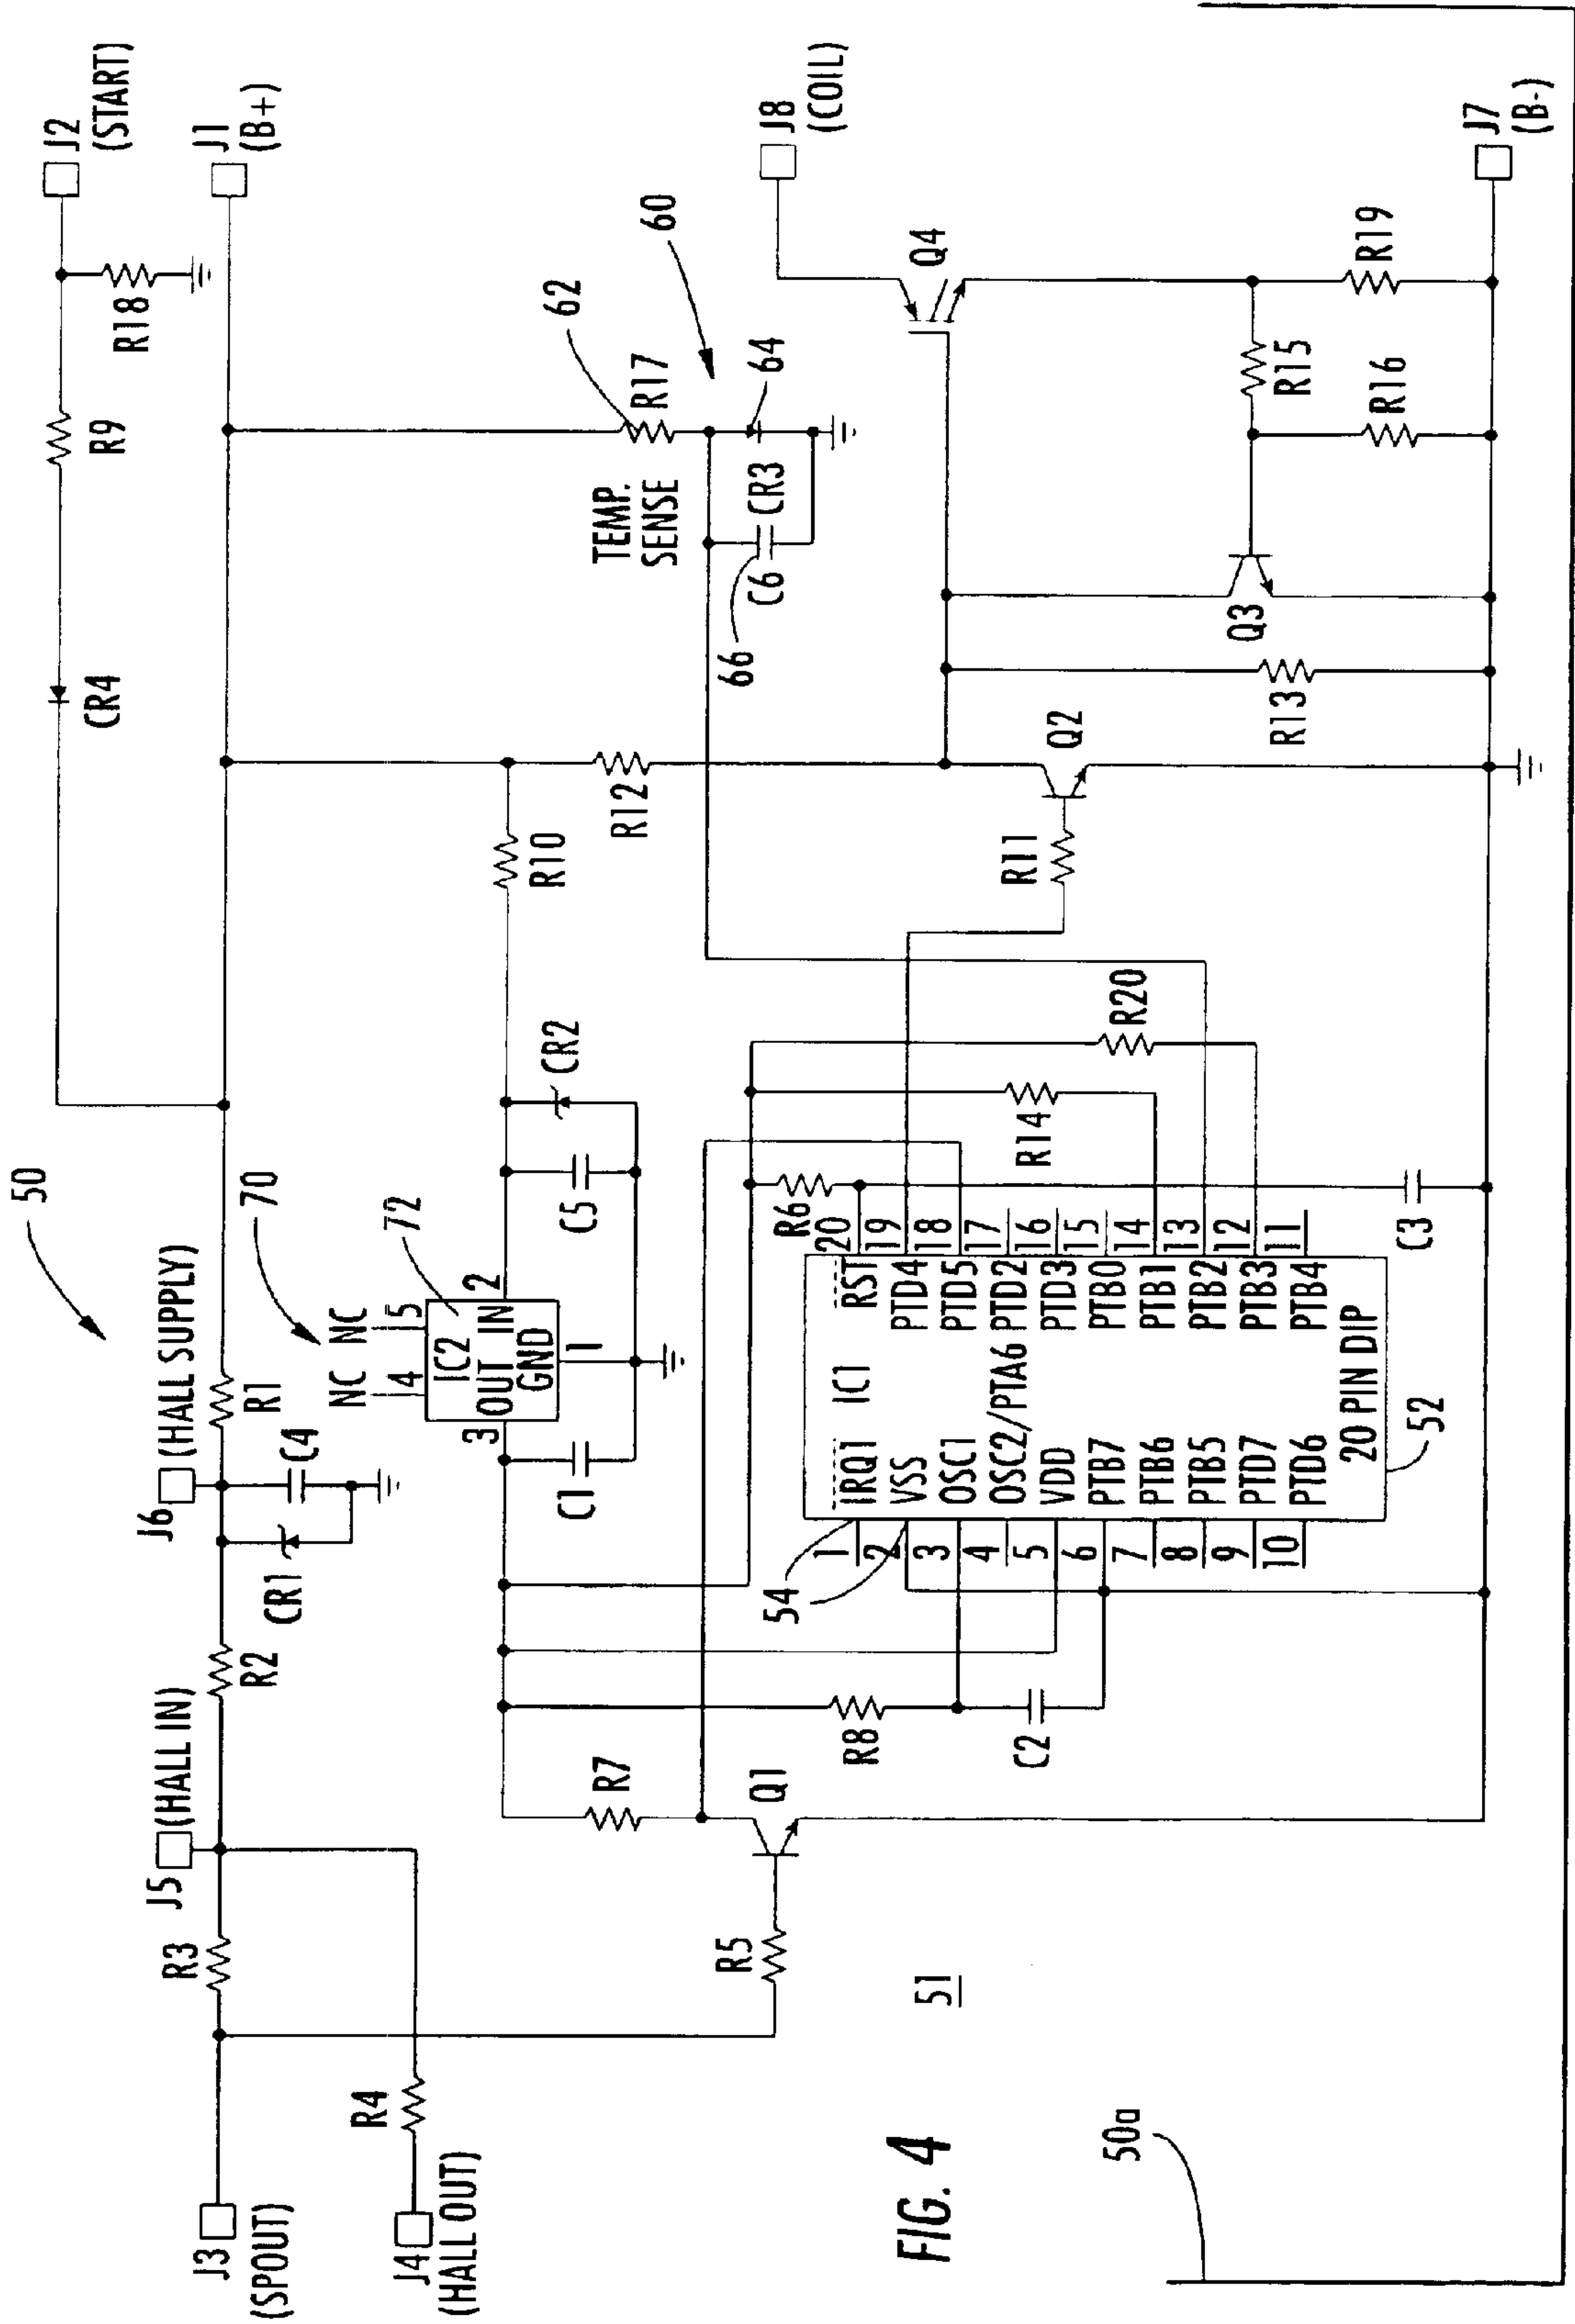 50
J2
(START)
J1
(B+)
R9
R18
CR4
J6
(HALL SUPPLY)
R1
C4
CR1
R2
J5
(HALL IN)
R3
J3
(SPOUT)
R4
J4
(HALL OUT)
70
NC NC
4 5
72
IC2
3 OUT IN 2
GND
1
C1
C5
CR2
R10
R12
TEMP.
SENSE
62
R17
60
64
CR3
C6
66
J8
(COIL)
Q4
R7
Q1
R5
R8
C2
54
R6
R14
R20
R11
Q2
R13
Q3
R15
R16
R19
J7
(B-)
C3
1 IRQ1
2 VSS
3 OSC1
4 OSC2/PTA6
5 VDD
6 PTB7
7 PTB6
8 PTB5
9 PTD7
10 PTD6
IC1
RST 20
PTD4 19
PTD5 18
PTD2 17
PTD3 16
PTB0 15
PTB1 14
PTB2 13
PTB3 12
PTB4 11
20 PIN DIP
52
51
FIG. 4
50a